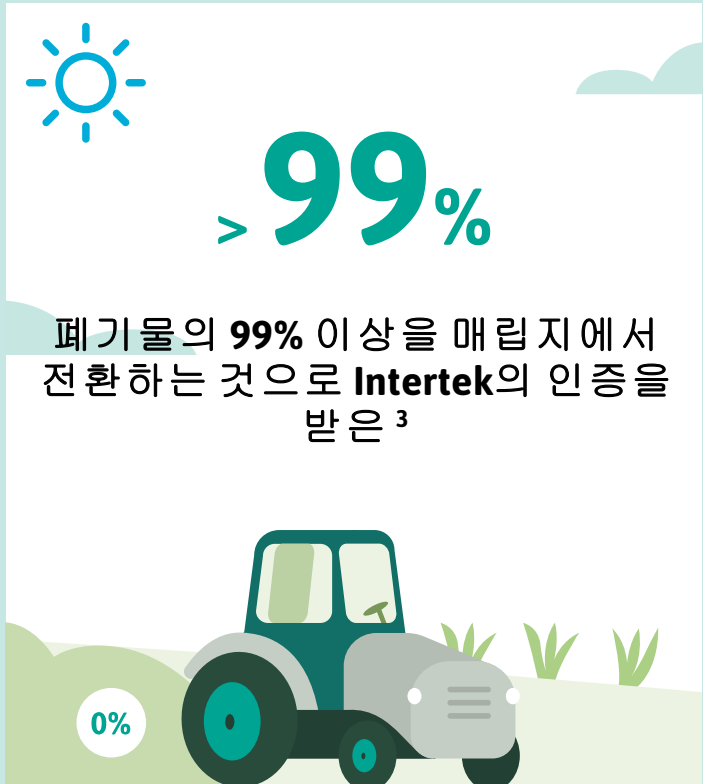 >99%
폐기물의 99% 이상을 매립지에서
전환하는 것으로 Intertek의 인증을
받은 ³
0%